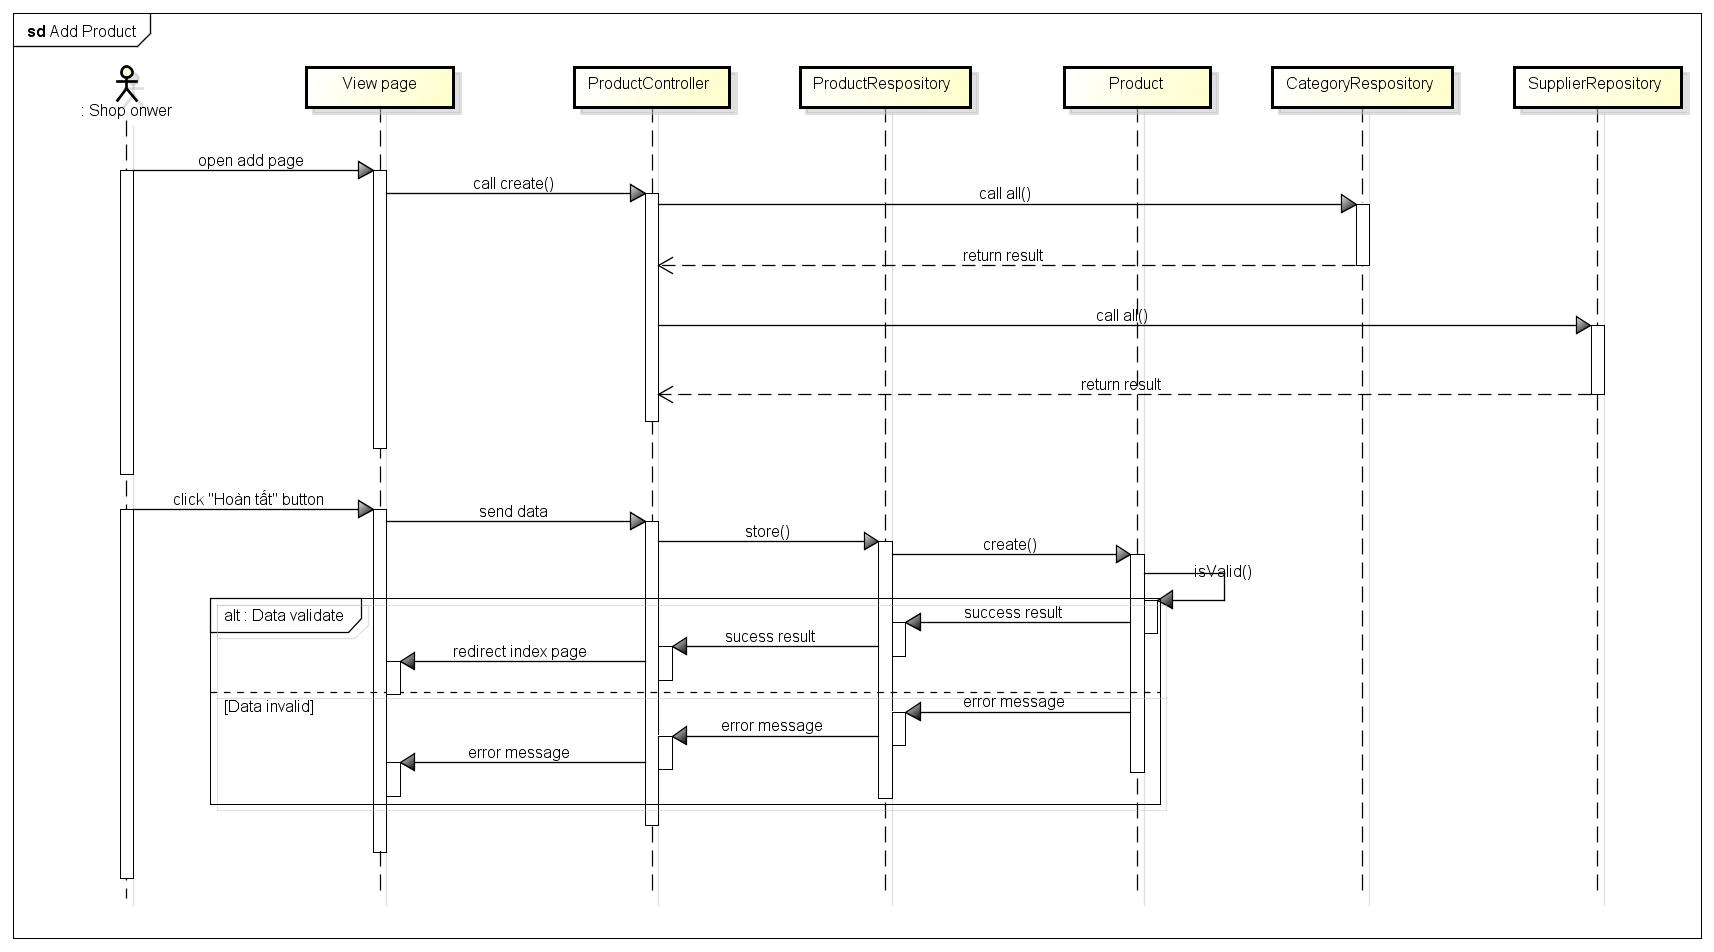 sd Add Product
: Shop onwer
View page
ProductController
ProductRespository
Product
CategoryRespository
SupplierRepository
open add page
call create()
call all()
return result
call all()
return result
click "Hoàn tất" button
send data
store()
create()
isValid()
alt : Data validate
success result
sucess result
redirect index page
[Data invalid]
error message
error message
error message